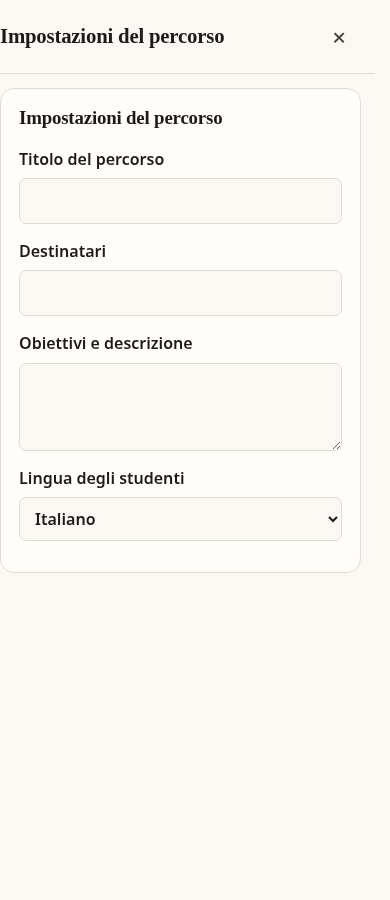 Impostazioni del percorso
×
Impostazioni del percorso
Titolo del percorso
Destinatari
Obiettivi e descrizione
Lingua degli studenti
Italiano